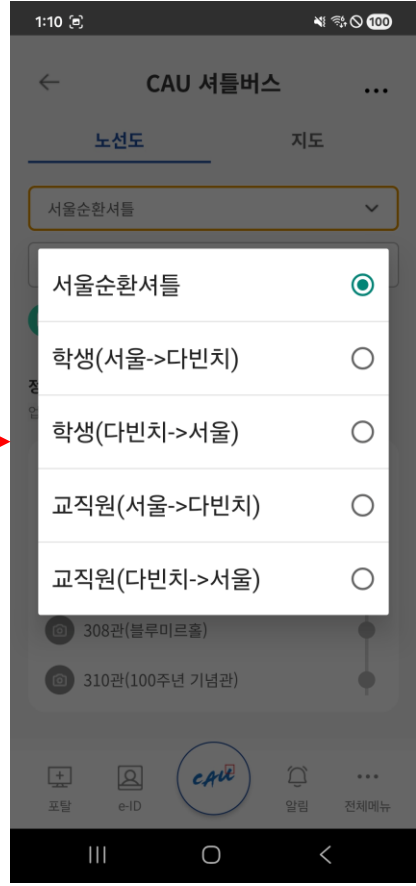 1:10
100
CAU 셔틀버스
노선도 지도
서울순환셔틀
서울순환셔틀
학생(서울->다빈치)
학생(다빈치->서울)
교직원(서울->다빈치)
교직원(다빈치->서울)
308관(블루미르홀)
310관(100주년 기념관)
CAU
포탈 e-ID 알림 전체메뉴